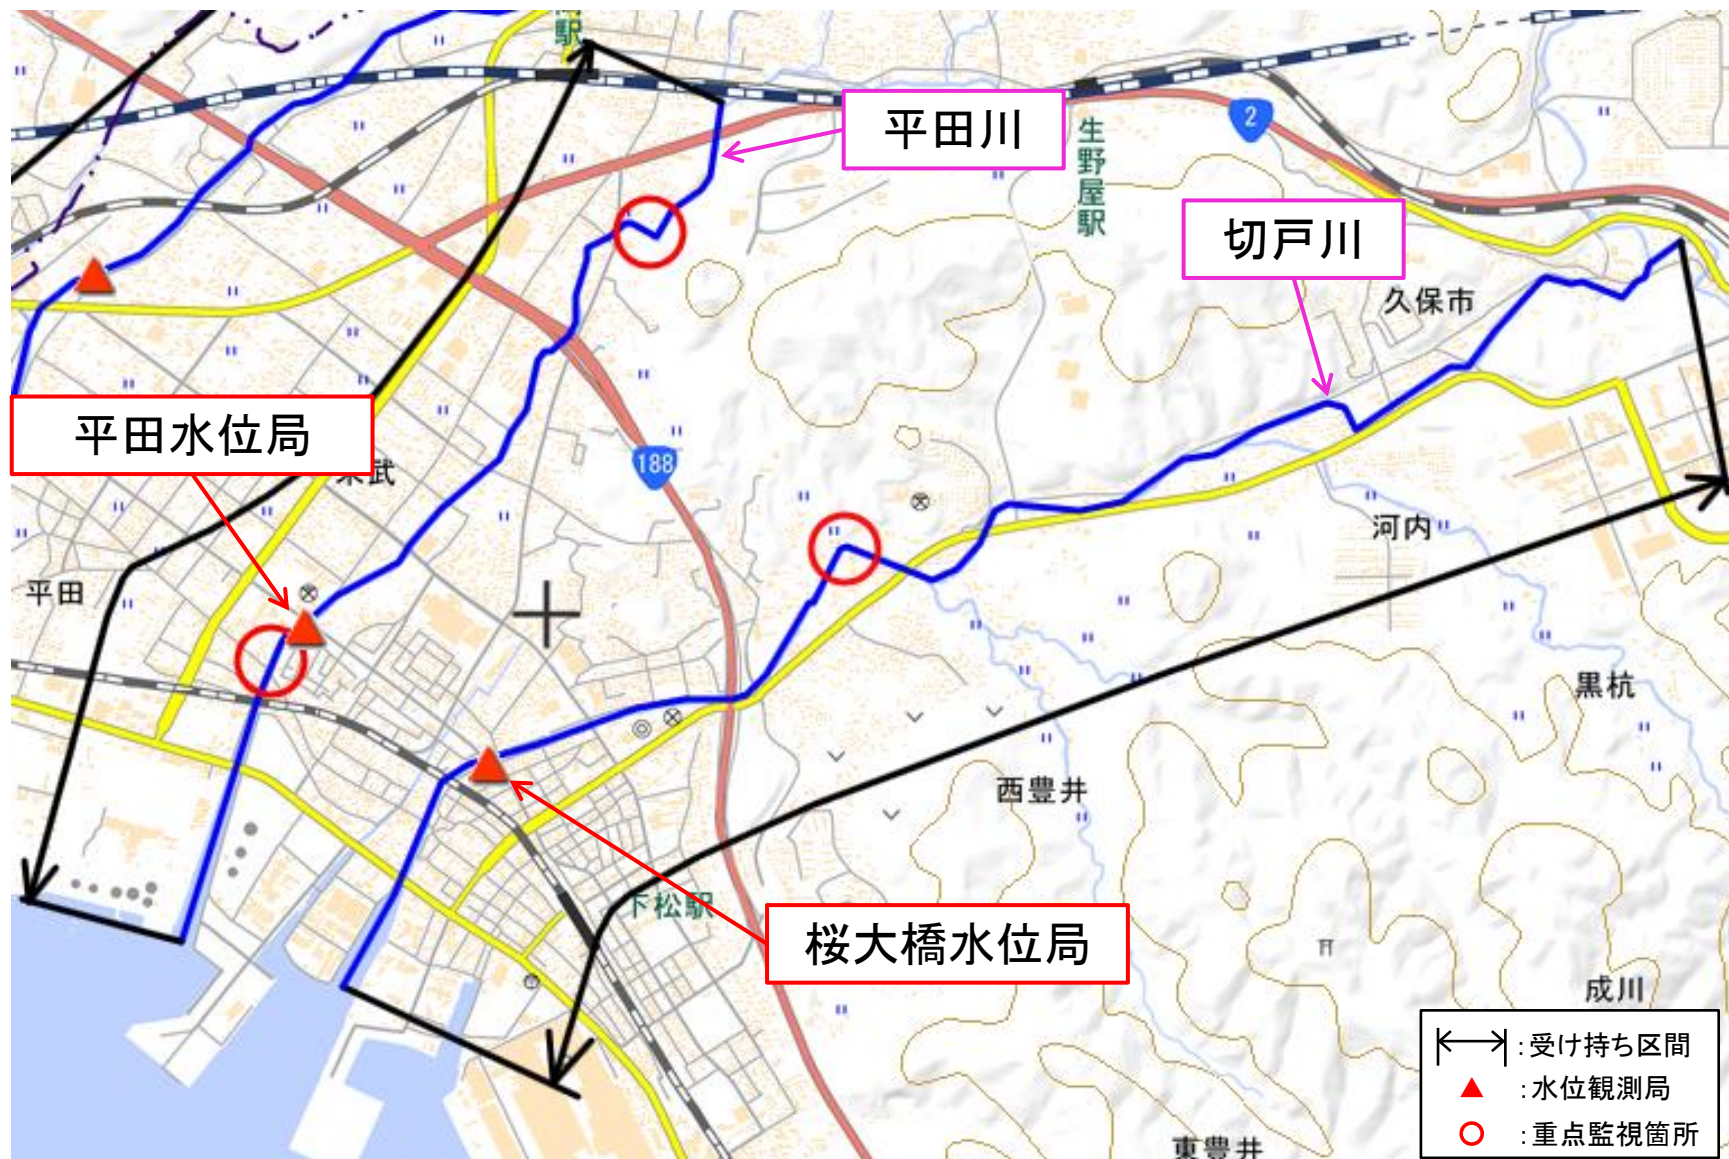 駅
平田川
2
生野屋駅
切戸川
久保市
平田水位局
末武
188
河内
平田
黒杭
西豊井
下松駅
桜大橋水位局
成川
東豊井
:受け持ち区間
:水位観測局
:重点監視箇所